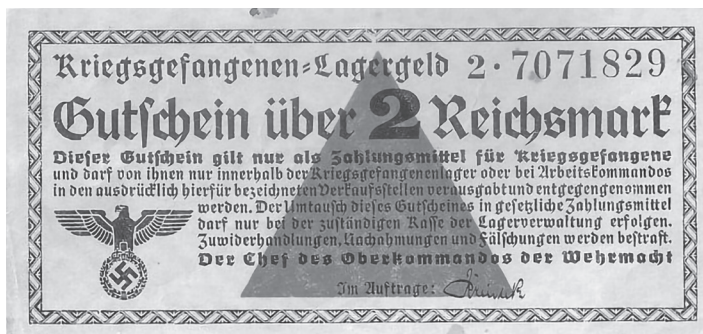 Kriegsgefangenen=Lagergeld 2·7071829
Gutschein über 2 Reichsmark
Dieser Gutschein gilt nur als Zahlungsmittel für Kriegsgefangene
und darf von ihnen nur innerhalb der Kriegsgefangenenlager oder bei Arbeitskommandos
in den ausdrücklich hierfür bezeichneten Verkaufsstellen verausgabt und entgegengenommen
werden. Der Umtausch dieses Gutscheines in gesetzliche Zahlungsmittel
darf nur bei der zuständigen Kasse der Lagerverwaltung erfolgen.
Zuwiderhandlungen, Nachahmungen und Fälschungen werden bestraft.
Der Chef des Oberkommandos der Wehrmacht
Im Auftrage: